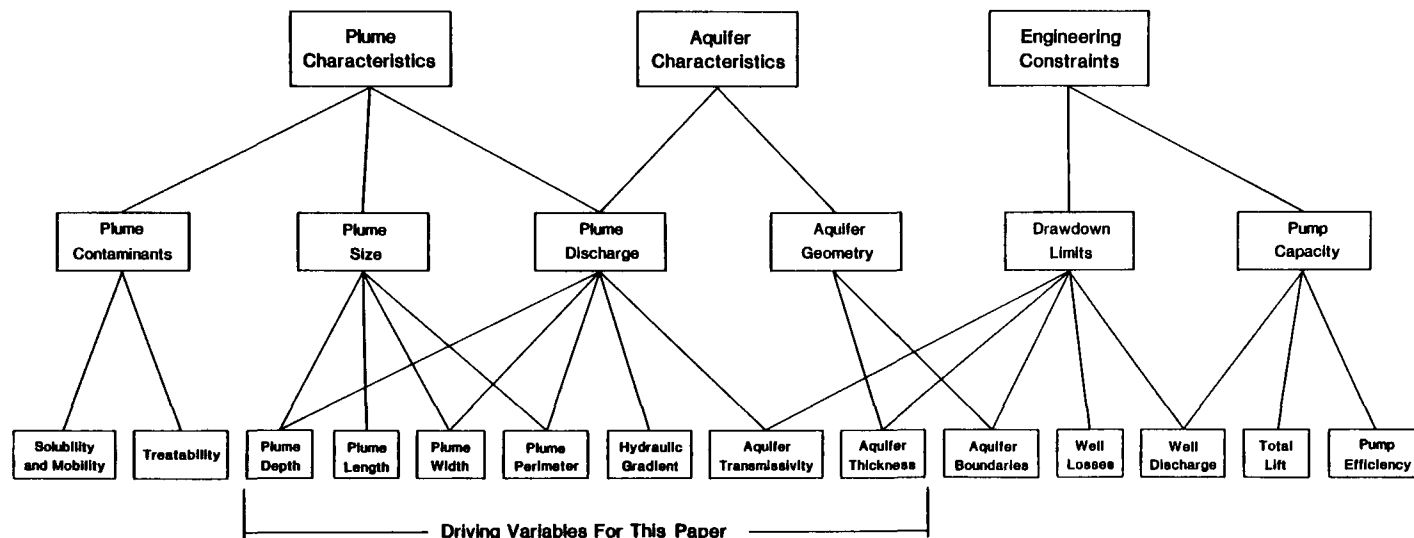 Plume
Characteristics
Aquifer
Characteristics
Engineering
Constraints
Plume
Contaminants
Plume
Size
Plume
Discharge
Aquifer
Geometry
Drawdown
Limits
Pump
Capacity
Solubility
and Mobility
Treatability
Plume
Depth
Plume
Length
Plume
Width
Plume
Perimeter
Hydraulic
Gradient
Aquifer
Transmissivity
Aquifer
Thickness
Aquifer
Boundaries
Well
Losses
Well
Discharge
Total
Lift
Pump
Efficiency
Driving Variables For This Paper